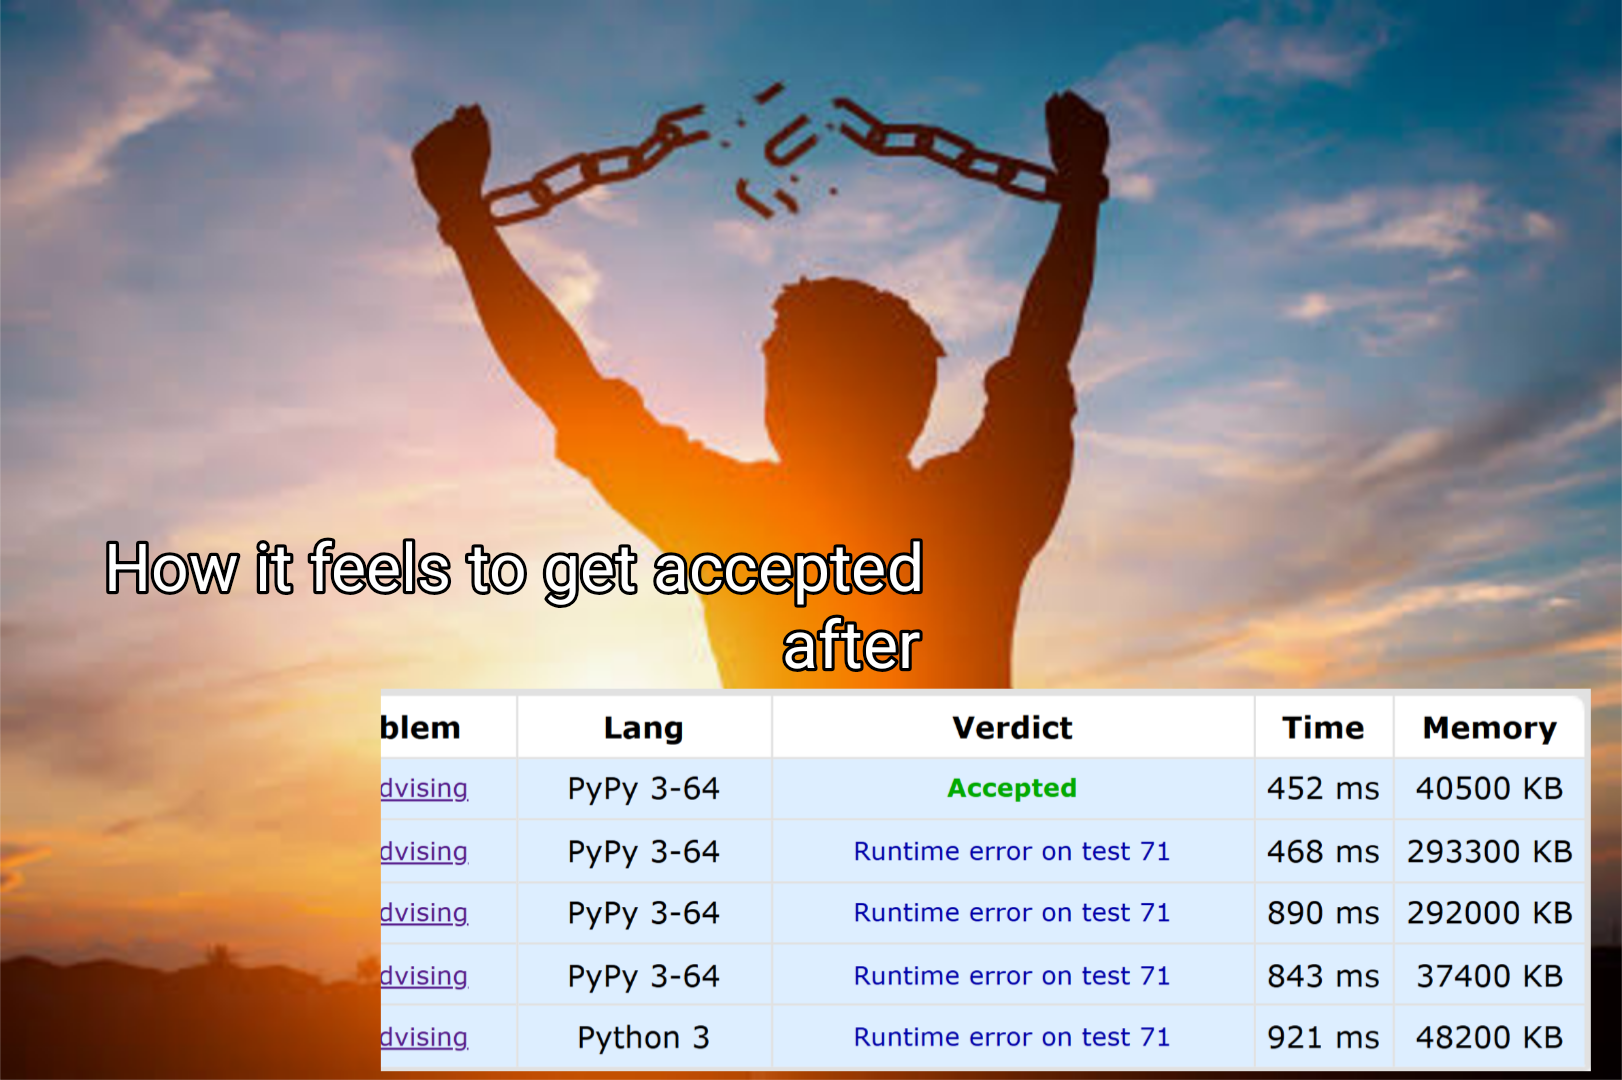 How it feels to get accepted
after
blem Lang Verdict Time Memory
dvising PyPy 3-64 Accepted 452 ms 40500 KB
dvising PyPy 3-64 Runtime error on test 71 468 ms 293300 KB
dvising PyPy 3-64 Runtime error on test 71 890 ms 292000 KB
dvising PyPy 3-64 Runtime error on test 71 843 ms 37400 KB
dvising Python 3 Runtime error on test 71 921 ms 48200 KB